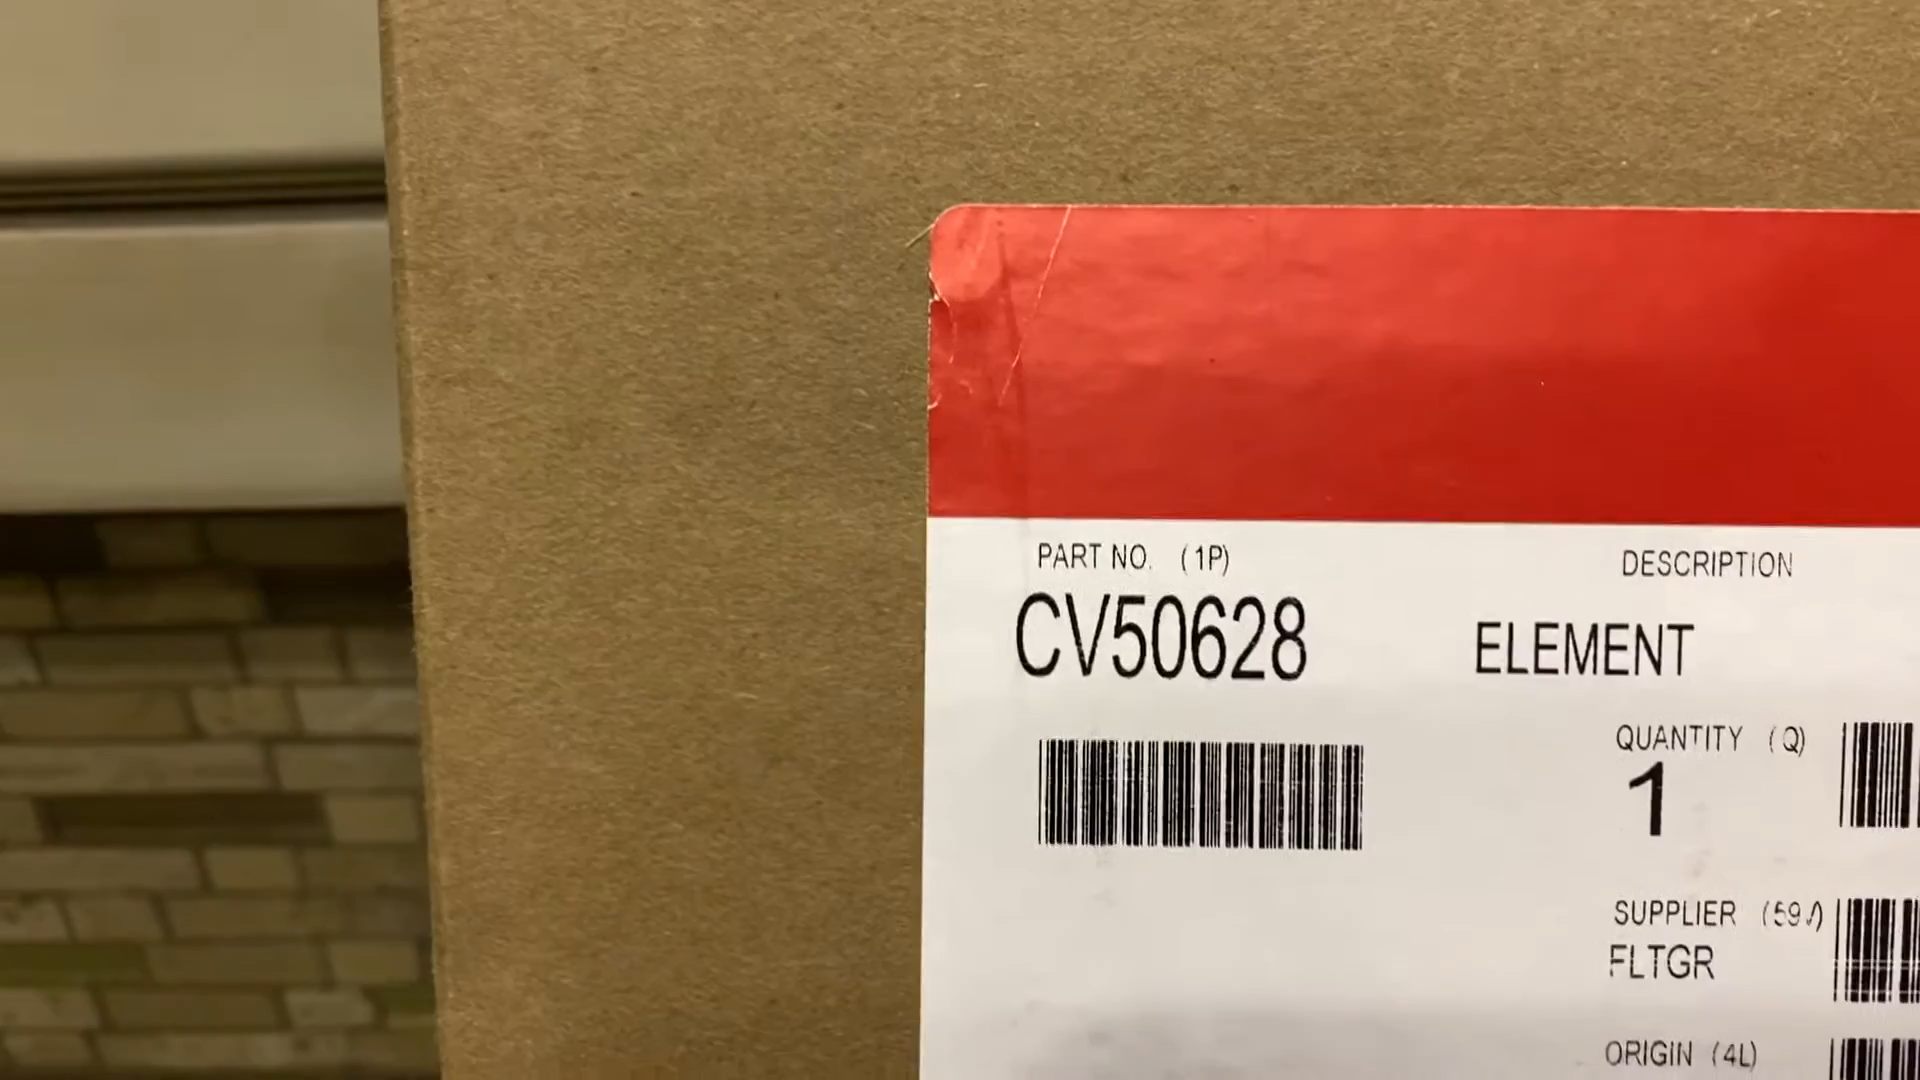 PART NO. (1P)
DESCRIPTION
CV50628
ELEMENT
QUANTITY (Q)
1
SUPPLIER
FLTGR
ORIGIN (4L)